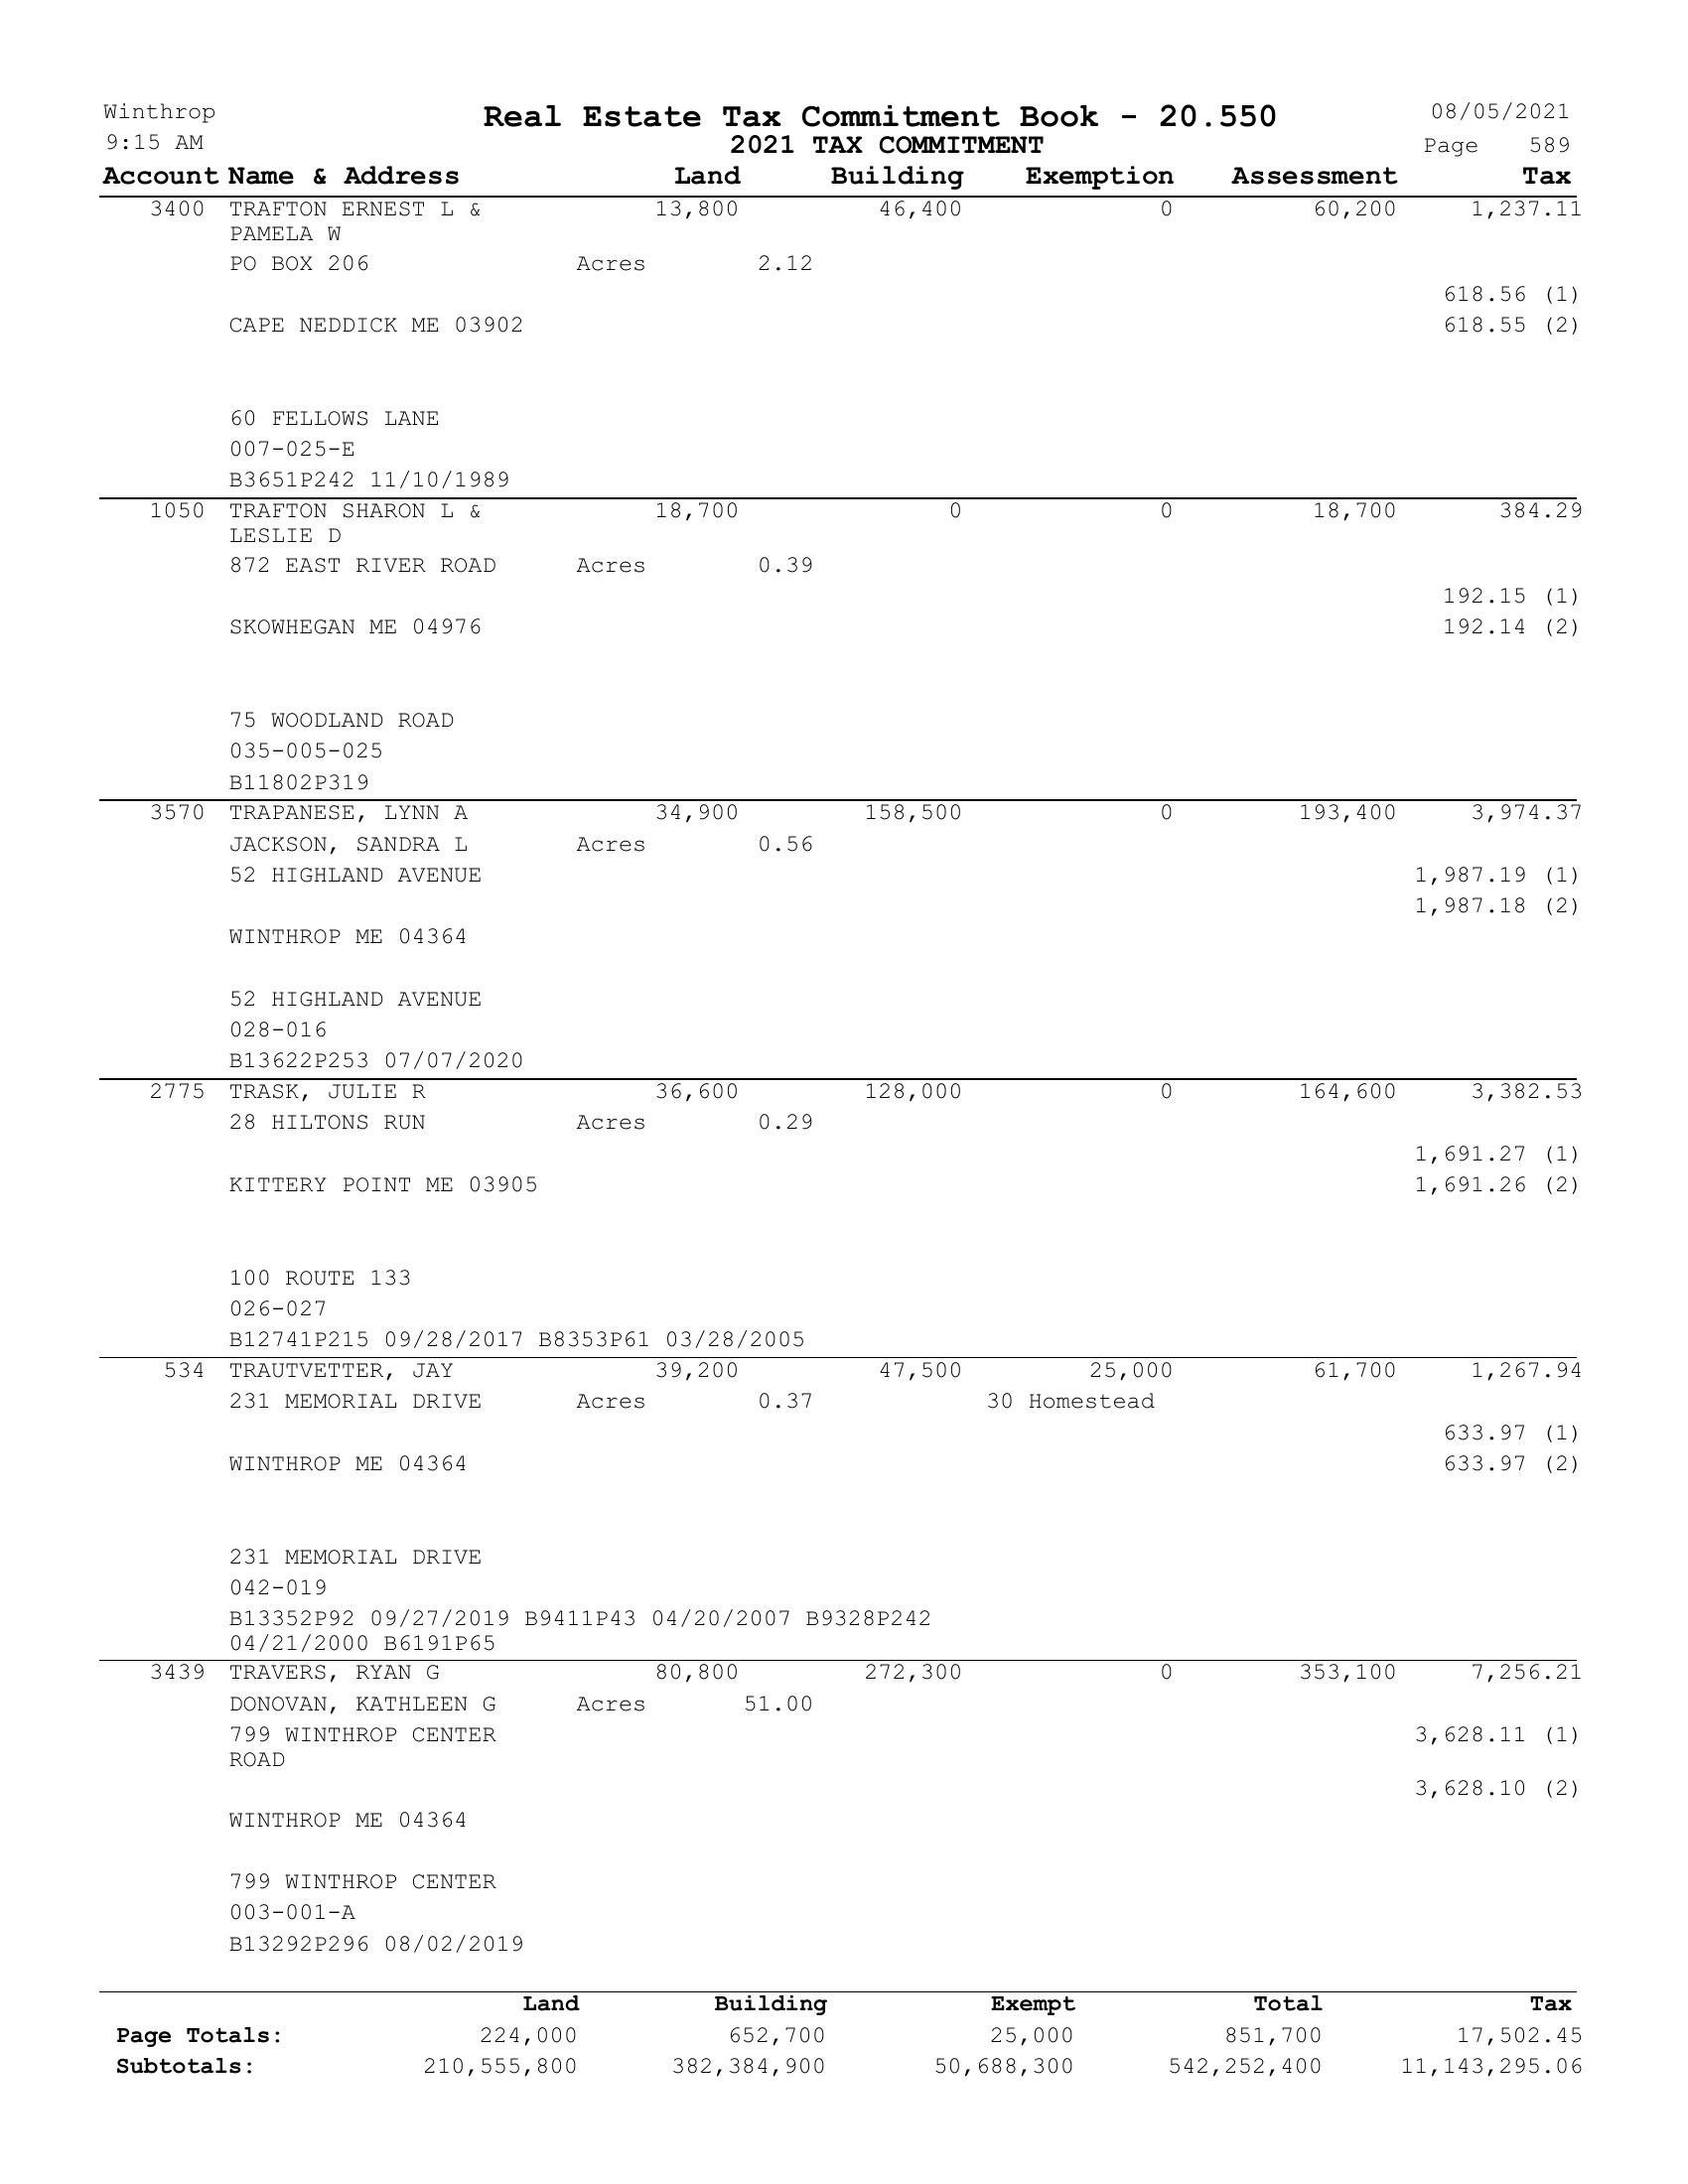 Winthrop Real Estate Tax Commitment Book - 20.550 08/05/2021
9:15 AM 2021 TAX COMMITMENT Page 589
Account Name & Address Land Building Exemption Assessment Tax
3400 TRAFTON ERNEST L & 13,800 46,400 0 60,200 1,237.11
PAMELA W
PO BOX 206 Acres 2.12
618.56 (1)
CAPE NEDDICK ME 03902 618.55 (2)
60 FELLOWS LANE
007-025-E
B3651P242 11/10/1989
1050 TRAFTON SHARON L & 18,700 0 0 18,700 384.29
LESLIE D
872 EAST RIVER ROAD Acres 0.39
192.15 (1)
SKOWHEGAN ME 04976 192.14 (2)
75 WOODLAND ROAD
035-005-025
B11802P319
3570 TRAPANESE, LYNN A 34,900 158,500 0 193,400 3,974.37
JACKSON, SANDRA L Acres 0.56
52 HIGHLAND AVENUE 1,987.19 (1)
1,987.18 (2)
WINTHROP ME 04364
52 HIGHLAND AVENUE
028-016
B13622P253 07/07/2020
2775 TRASK, JULIE R 36,600 128,000 0 164,600 3,382.53
28 HILTONS RUN Acres 0.29
1,691.27 (1)
KITTERY POINT ME 03905 1,691.26 (2)
100 ROUTE 133
026-027
B12741P215 09/28/2017 B8353P61 03/28/2005
534 TRAUTVETTER, JAY 39,200 47,500 25,000 61,700 1,267.94
231 MEMORIAL DRIVE Acres 0.37 30 Homestead
633.97 (1)
WINTHROP ME 04364 633.97 (2)
231 MEMORIAL DRIVE
042-019
B13352P92 09/27/2019 B9411P43 04/20/2007 B9328P242
04/21/2000 B6191P65
3439 TRAVERS, RYAN G 80,800 272,300 0 353,100 7,256.21
DONOVAN, KATHLEEN G Acres 51.00
799 WINTHROP CENTER 3,628.11 (1)
ROAD
3,628.10 (2)
WINTHROP ME 04364
799 WINTHROP CENTER
003-001-A
B13292P296 08/02/2019
Land Building Exempt Total Tax
Page Totals: 224,000 652,700 25,000 851,700 17,502.45
Subtotals: 210,555,800 382,384,900 50,688,300 542,252,400 11,143,295.06